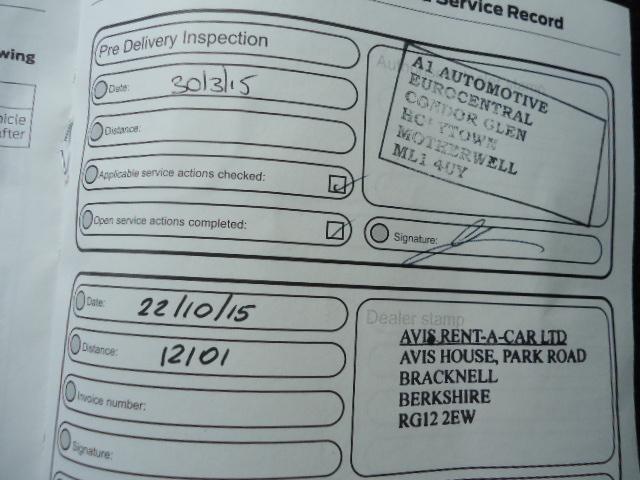 Service Record
wing
icle
after
Pre Delivery Inspection
Date: 30/3/15
Distance:
Applicable service actions checked:
Open service actions completed:
A1 AUTOMOTIVE
EUROCENTRAL
CONDOR GLEN
HOLYTOWN
MOTHERWELL
ML1 4UY
Signature:
Date: 22/10/15
Distance: 12101
Invoice number:
Signature:
Dealer stamp
AVIS RENT-A-CAR LTD
AVIS HOUSE, PARK ROAD
BRACKNELL
BERKSHIRE
RG12 2EW